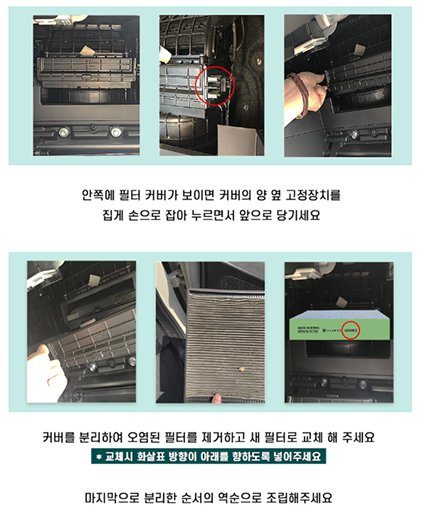 안쪽에 필터 커버가 보이면 커버의 양 옆 고정장치를
집게 손으로 잡아 누르면서 앞으로 당기세요
커버를 분리하여 오염된 필터를 제거하고 새 필터로 교체 해 주세요
* 교체시 화살표 방향이 아래를 향하도록 넣어주세요
마지막으로 분리한 순서의 역순으로 조립해주세요